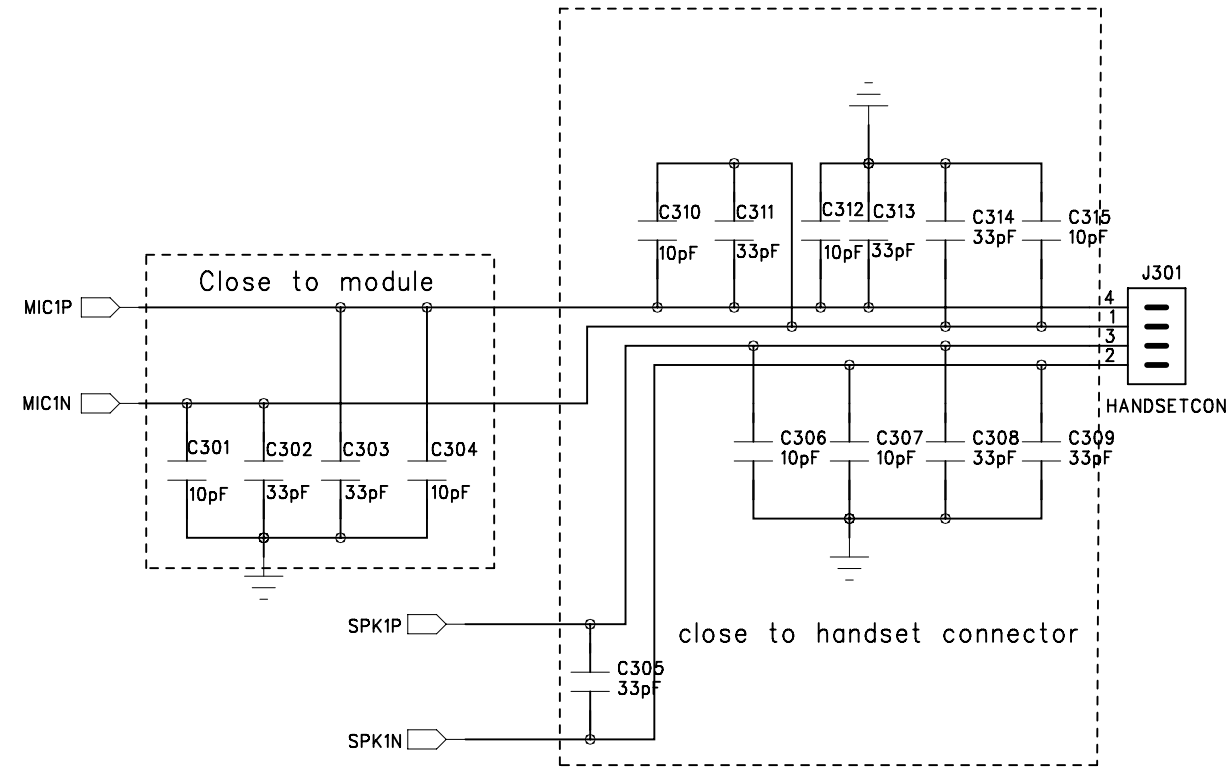 C310
C311
C312
C313
C314
C315
10pF
33pF
10pF
33pF
33pF
10pF
Close to module
J301
MIC1P
4
1
3
2
MIC1N
HANDSETCON
C301
C302
C303
C304
10pF
33pF
33pF
10pF
C306
C307
C308
C309
10pF
10pF
33pF
33pF
SPK1P
close to handset connector
C305
33pF
SPK1N